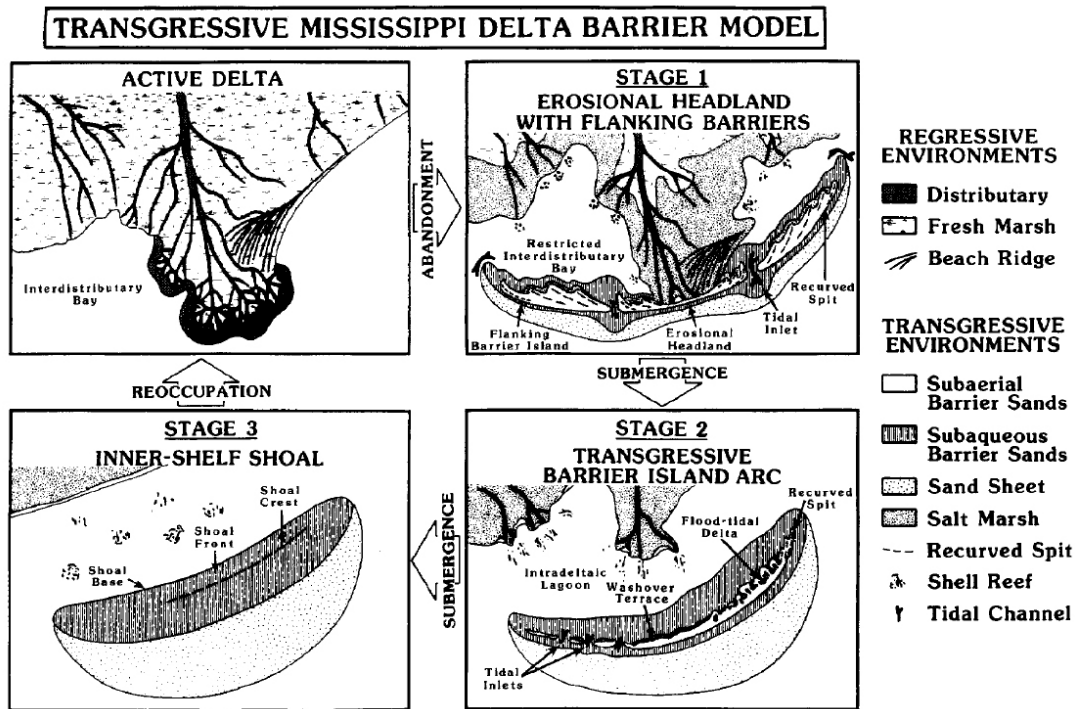 TRANSGRESSIVE MISSISSIPPI DELTA BARRIER MODEL
ACTIVE DELTA
Interdistributary
Bay
ABANDONMENT
STAGE 1
EROSIONAL HEADLAND
WITH FLANKING BARRIERS
Restricted
Interdistributary
Bay
Recurved
Spit
Tidal
Inlet
Flanking
Barrier Island
Erosional
Headland
SUBMERGENCE
REOCCUPATION
STAGE 3
INNER-SHELF SHOAL
Shoal
Crest
Shoal
Front
Shoal
Base
SUBMERGENCE
STAGE 2
TRANSGRESSIVE
BARRIER ISLAND ARC
Recurved
Spit
Flood-tidal
Delta
Intradeltaic
Lagoon
Washover
Terrace
Tidal
Inlets
REGRESSIVE
ENVIRONMENTS
Distributary
Fresh Marsh
Beach Ridge
TRANSGRESSIVE
ENVIRONMENTS
Subaerial
Barrier Sands
Subaqueous
Barrier Sands
Sand Sheet
Salt Marsh
Recurved Spit
Shell Reef
Tidal Channel